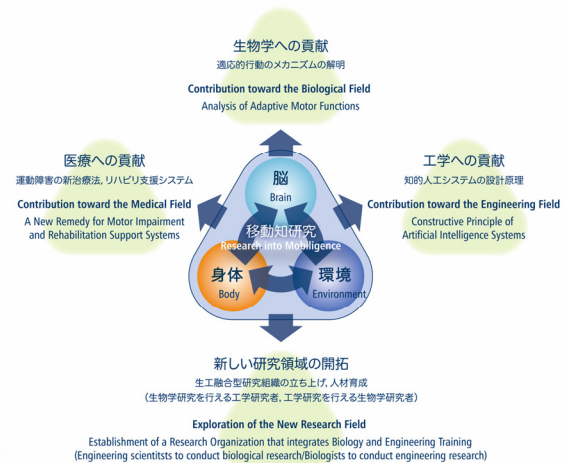 生物学への貢献
適応的行動のメカニズムの解明
Contribution toward the Biological Field
Analysis of Adaptive Motor Functions
医療への貢献
運動障害の新治療法, リハビリ支援システム
Contribution toward the Medical Field
A New Remedy for Motor Impairment
and Rehabilitation Support Systems
工学への貢献
知的人工システムの設計原理
Contribution toward the Engineering Field
Constructive Principle of
Artificial Intelligence Systems
脳
Brain
移動知研究
Research into Mobiligence
身体
Body
環境
Environment
新しい研究領域の開拓
生工融合型研究組織の立ち上げ, 人材育成
(生物学研究を行える工学研究者, 工学研究を行える生物学研究者)
Exploration of the New Research Field
Establishment of a Research Organization that integrates Biology and Engineering Training
(Engineering scientitsts to conduct biological research/Biologists to conduct engineering research)